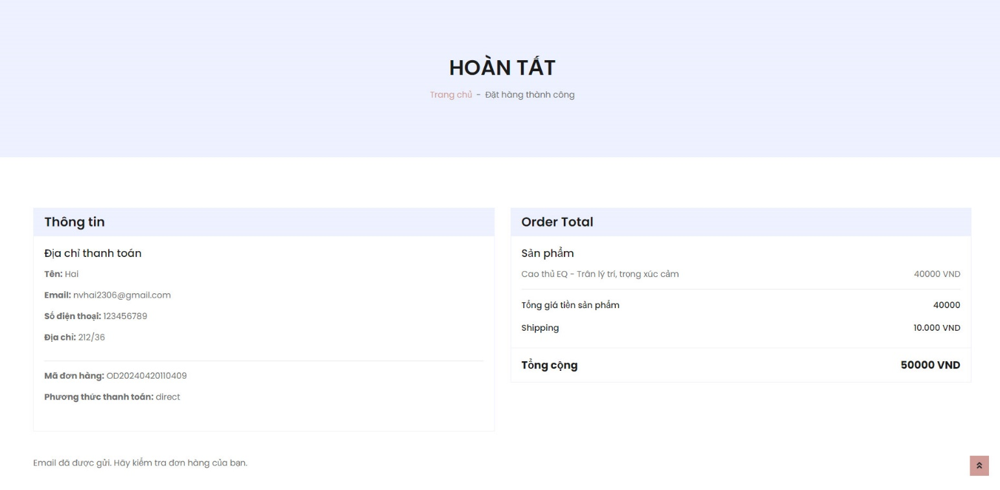 HOÀN TẤT
Trang chủ - Đặt hàng thành công
Thông tin
Địa chỉ thanh toán
Tên: Hai
Email: nvhai2306@gmail.com
Số điện thoại: 123456789
Địa chỉ: 212/36
Mã đơn hàng: OD20240420110409
Phương thức thanh toán: direct
Order Total
Sản phẩm
Cao thủ EQ - Trân lý trí, trọng xúc cảm 40000 VND
Tổng giá tiền sản phẩm 40000
Shipping 10.000 VND
Tổng cộng 50000 VND
Email đã được gửi. Hãy kiểm tra đơn hàng của bạn.